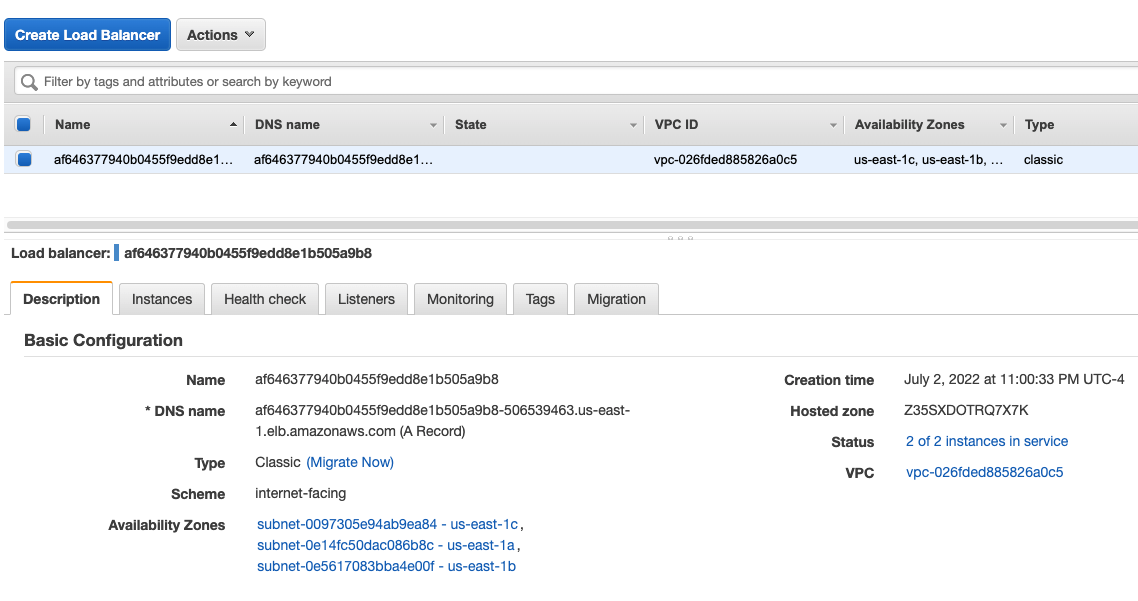 Create Load Balancer Actions
Filter by tags and attributes or search by keyword
Name DNS name State VPC ID Availability Zones Type
af646377940b0455f9edd8e1... af646377940b0455f9edd8e1... vpc-026fded885826a0c5 us-east-1c, us-east-1b, ... classic
Load balancer: af646377940b0455f9edd8e1b505a9b8
Description Instances Health check Listeners Monitoring Tags Migration
Basic Configuration
Name af646377940b0455f9edd8e1b505a9b8 Creation time July 2, 2022 at 11:00:33 PM UTC-4
* DNS name af646377940b0455f9edd8e1b505a9b8-506539463.us-east- Hosted zone Z35SXDOTRQ7X7K
1.elb.amazonaws.com (A Record) Status 2 of 2 instances in service
Type Classic (Migrate Now) VPC vpc-026fded885826a0c5
Scheme internet-facing
Availability Zones subnet-0097305e94ab9ea84 - us-east-1c,
subnet-0e14fc50dac086b8c - us-east-1a,
subnet-0e5617083bba4e00f - us-east-1b